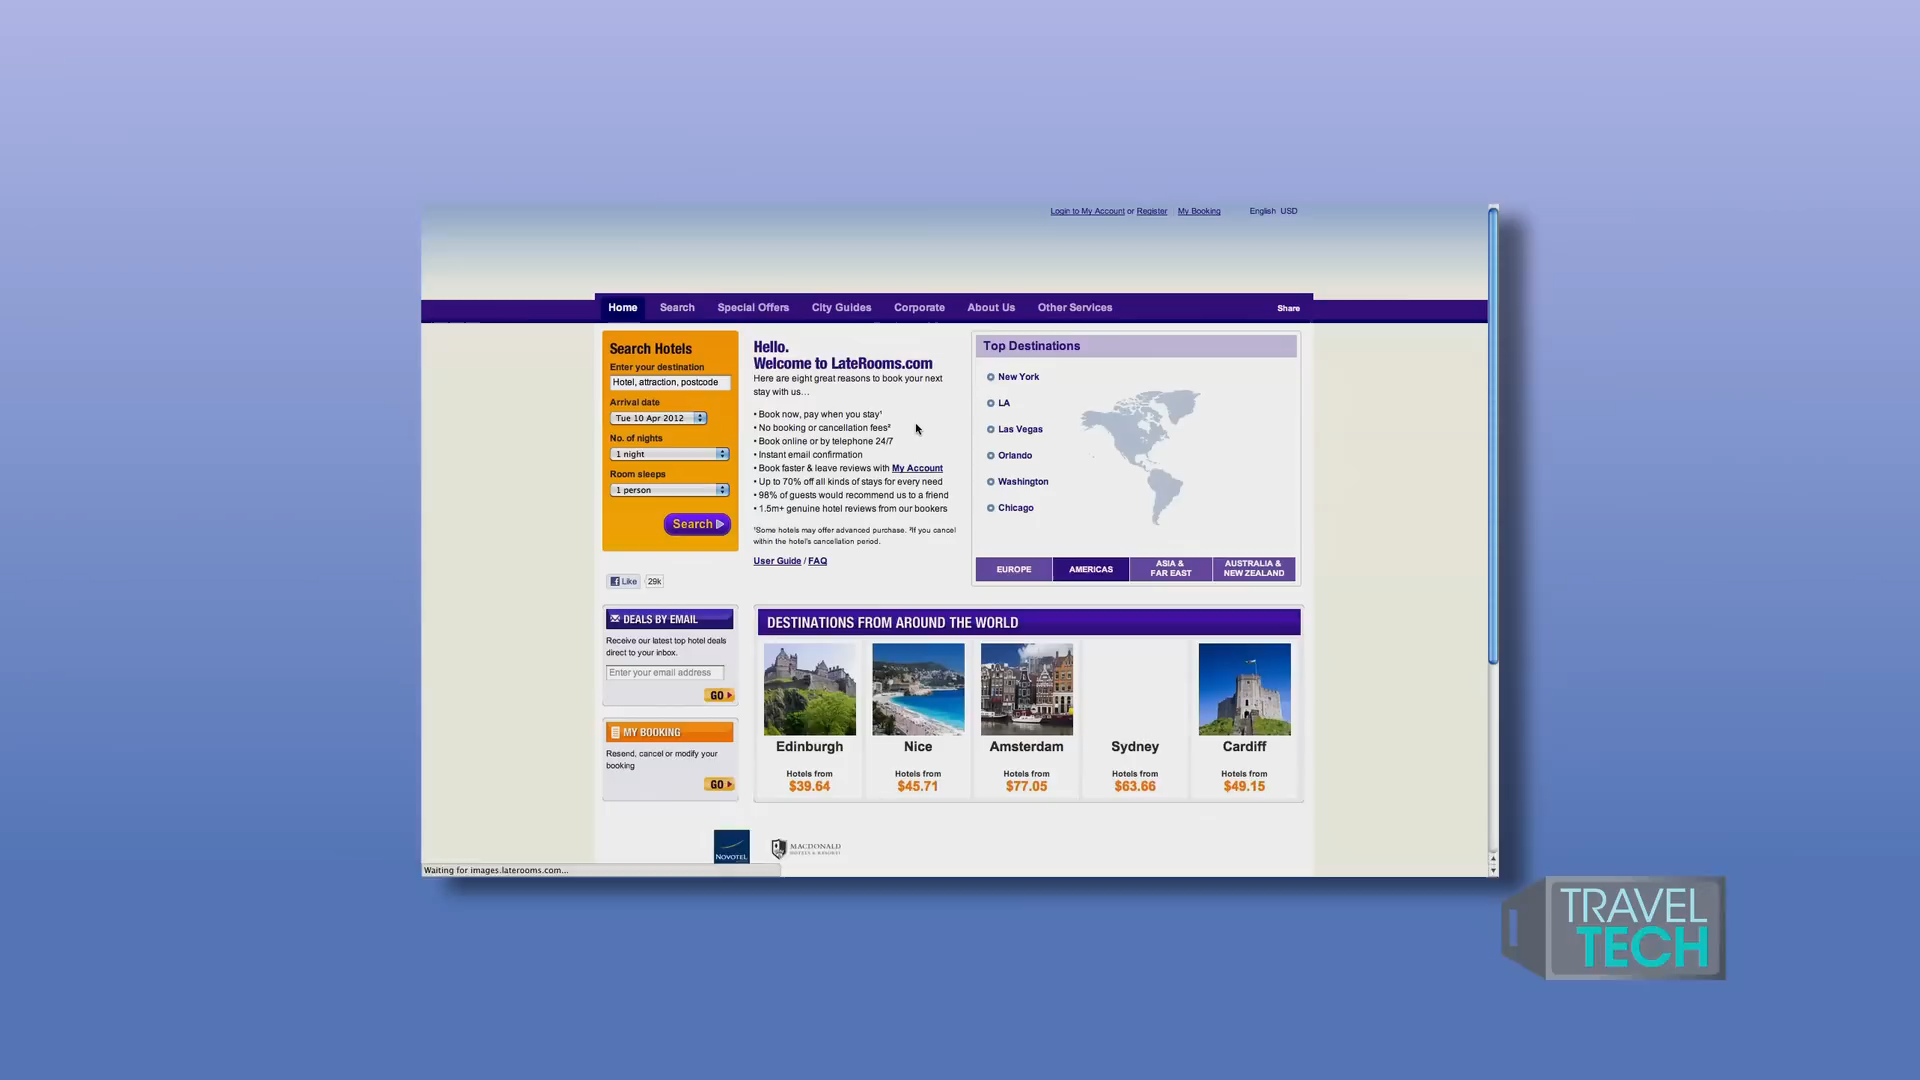 Login to My Account or Register My Booking English USD
Home Search Special Offers City Guides Corporate About Us Other Services Share
Search Hotels
Enter your destination
Hotel, attraction, postcode
Arrival date
Tue 10 Apr 2012
No. of nights
1 night
Room sleeps
1 person
Search
Like 29k
Hello.
Welcome to LateRooms.com
Here are eight great reasons to book your next
stay with us...
• Book now, pay when you stay¹
• No booking or cancellation fees²
• Book online or by telephone 24/7
• Instant email confirmation
• Book faster & leave reviews with My Account
• Up to 70% off all kinds of stays for every need
• 98% of guests would recommend us to a friend
• 1.5m+ genuine hotel reviews from our bookers
¹Some hotels may offer advanced purchase. ²If you cancel
within the hotel's cancellation period.
User Guide / FAQ
Top Destinations
New York
LA
Las Vegas
Orlando
Washington
Chicago
EUROPE
AMERICAS
ASIA &
FAR EAST
AUSTRALIA &
NEW ZEALAND
DEALS BY EMAIL
Receive our latest top hotel deals
direct to your inbox.
Enter your email address
GO
MY BOOKING
Resend, cancel or modify your
booking
GO
DESTINATIONS FROM AROUND THE WORLD
Edinburgh Nice Amsterdam Sydney Cardiff
Hotels from Hotels from Hotels from Hotels from Hotels from
$39.64 $45.71 $77.05 $63.66 $49.15
NOVOTEL
MACDONALD
HOTELS & RESORTS
Waiting for images.laterooms.com...
TRAVEL
TECH